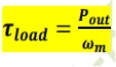 τ_load = P_out / ω_m